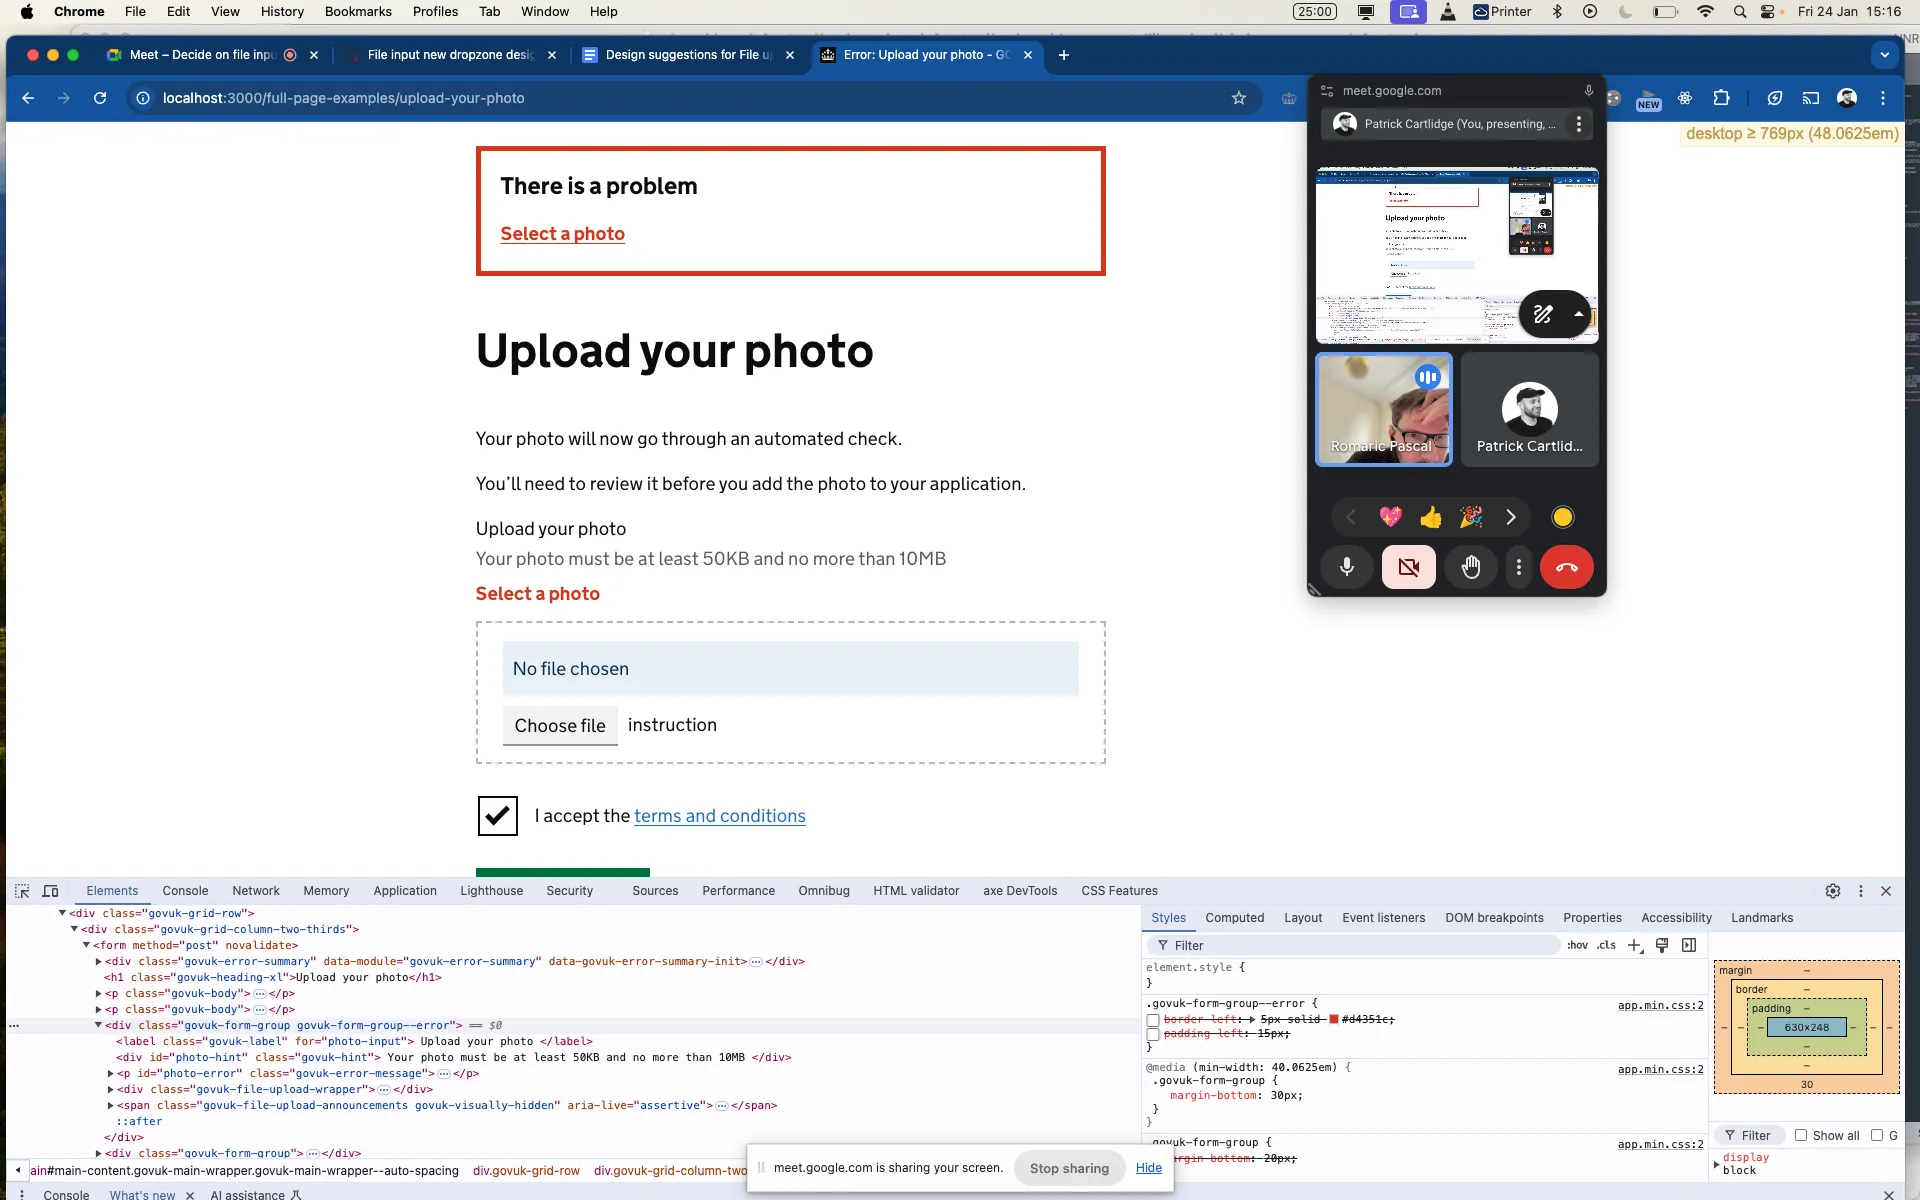 Chrome File Edit View History Bookmarks Profiles Tab Window Help 25:00 Printer Fri 24 Jan 15:16
Meet – Decide on file inpu
File input new dropzone desig
Design suggestions for File u
Error: Upload your photo - GO
localhost:3000/full-page-examples/upload-your-photo
NEW
desktop ≥ 769px (48.0625em)
There is a problem
Select a photo
Upload your photo
Your photo will now go through an automated check.
You’ll need to review it before you add the photo to your application.
Upload your photo
Your photo must be at least 50KB and no more than 10MB
Select a photo
No file chosen
Choose file instruction
I accept the terms and conditions
meet.google.com
Patrick Cartlidge (You, presenting, ...
Upload your photo
Romaric Pascal
Patrick Cartlid...
Elements Console Network Memory Application Lighthouse Security Sources Performance Omnibug HTML validator axe DevTools CSS Features
<div class="govuk-grid-row">
<div class="govuk-grid-column-two-thirds">
<form method="post" novalidate>
<div class="govuk-error-summary" data-module="govuk-error-summary" data-govuk-error-summary-init>…</div>
<h1 class="govuk-heading-xl">Upload your photo</h1>
<p class="govuk-body">…</p>
<p class="govuk-body">…</p>
<div class="govuk-form-group govuk-form-group--error"> == $0
<label class="govuk-label" for="photo-input"> Upload your photo </label>
<div id="photo-hint" class="govuk-hint"> Your photo must be at least 50KB and no more than 10MB </div>
<p id="photo-error" class="govuk-error-message">…</p>
<div class="govuk-file-upload-wrapper">…</div>
<span class="govuk-file-upload-announcements govuk-visually-hidden" aria-live="assertive">…</span>
::after
</div>
<div class="govuk-form-group">…</div>
ain#main-content.govuk-main-wrapper.govuk-main-wrapper--auto-spacing div.govuk-grid-row div.govuk-grid-column-two
Console What's new AI assistance
Styles Computed Layout Event listeners DOM breakpoints Properties Accessibility Landmarks
Filter :hov .cls
element.style {
}
.govuk-form-group--error { app.min.css:2
border-left: 5px solid #d4351c;
padding-left: 15px;
}
@media (min-width: 40.0625em) { app.min.css:2
.govuk-form-group {
margin-bottom: 30px;
}
}
govuk-form-group { app.min.css:2
rgin-bottom: 20px;
margin –
border –
padding –
– – – 630×248 – – –
–
–
30
Filter Show all G
display
block
meet.google.com is sharing your screen. Stop sharing Hide